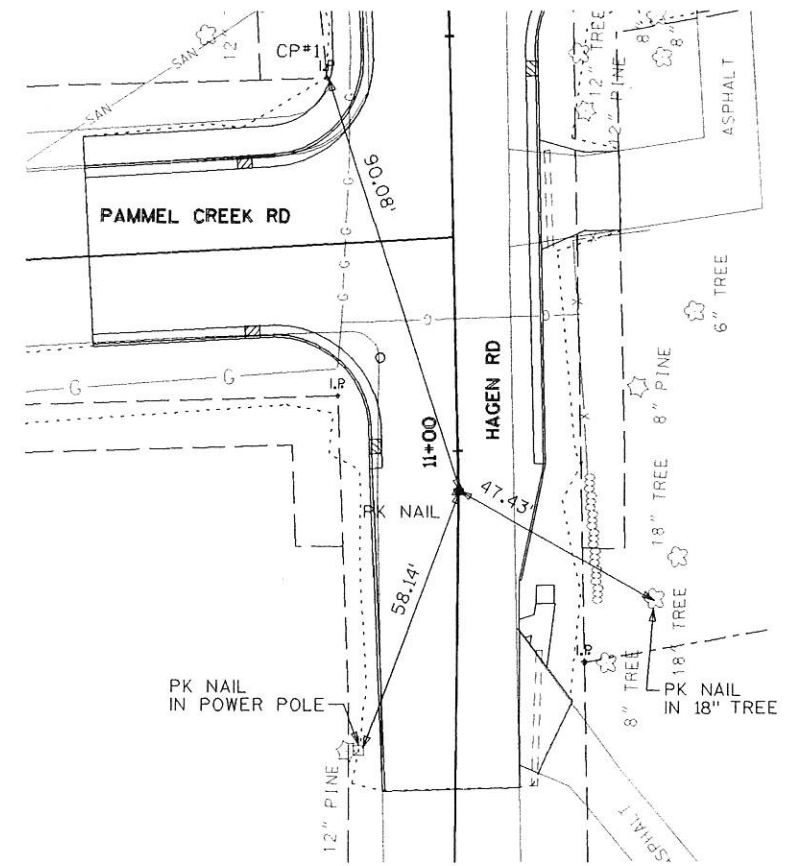 12"
CP#1
I.P.
SAN
SAN
12" TREE
8"
8"
12" PINE
ASPHALT
80.06'
G
PAMMEL CREEK RD
G
G
G
6" TREE
HAGEN RD
8" PINE
G
G
I.P.
11+00
18" TREE
47.43'
PK NAIL
58.14'
18" TREE
I.P.
8" TREE
PK NAIL
IN POWER POLE
PK NAIL
IN 18" TREE
12" PINE
ASPHALT